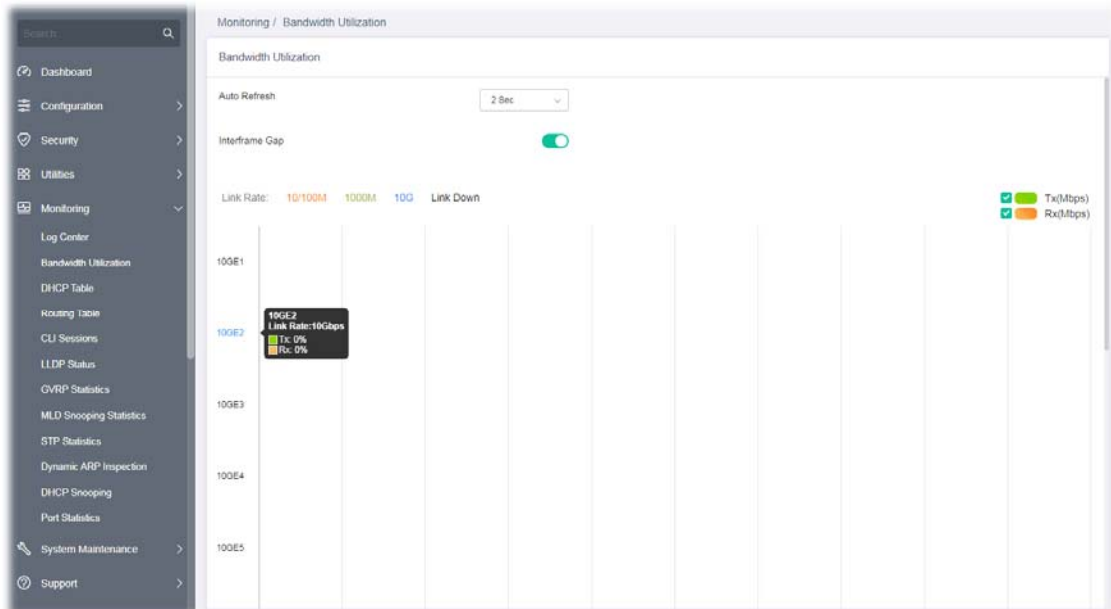 Search
Dashboard
Configuration
Security
Utilities
Monitoring
Log Center
Bandwidth Utilization
DHCP Table
Routing Table
CLI Sessions
LLDP Status
GVRP Statistics
MLD Snooping Statistics
STP Statistics
Dynamic ARP Inspection
DHCP Snooping
Port Statistics
System Maintenance
Support
Monitoring / Bandwidth Utilization
Bandwidth Utilization
Auto Refresh 2 Sec
Interframe Gap
Link Rate: 10/100M 1000M 10G Link Down
Tx(Mbps)
Rx(Mbps)
10GE1
10GE2
10GE2
Link Rate:10Gbps
Tx: 0%
Rx: 0%
10GE3
10GE4
10GE5